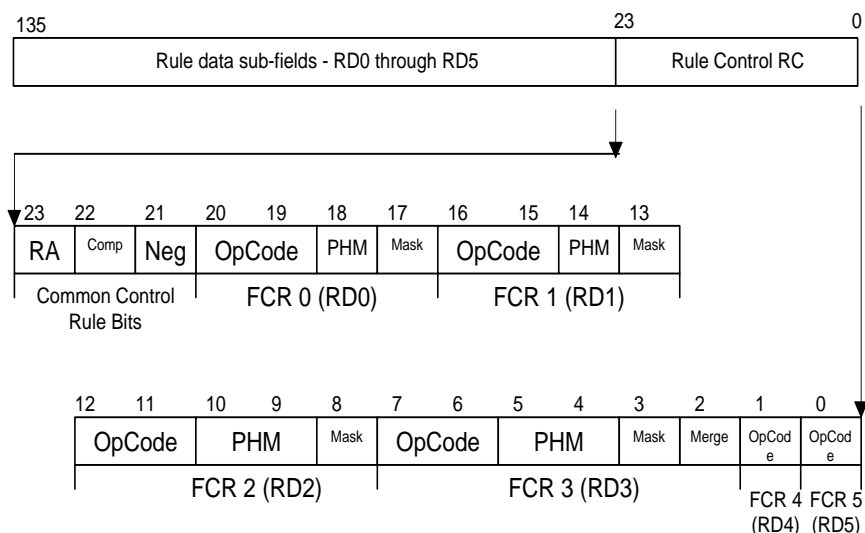 135 23 0
Rule data sub-fields - RD0 through RD5 Rule Control RC
23 22 21 20 19 18 17 16 15 14 13
RA Comp Neg OpCode PHM Mask OpCode PHM Mask
Common Control
Rule Bits
FCR 0 (RD0) FCR 1 (RD1)
12 11 10 9 8 7 6 5 4 3 2 1 0
OpCode PHM Mask OpCode PHM Mask Merge OpCod
e OpCod
e
FCR 2 (RD2) FCR 3 (RD3) FCR 4
(RD4) FCR 5
(RD5)